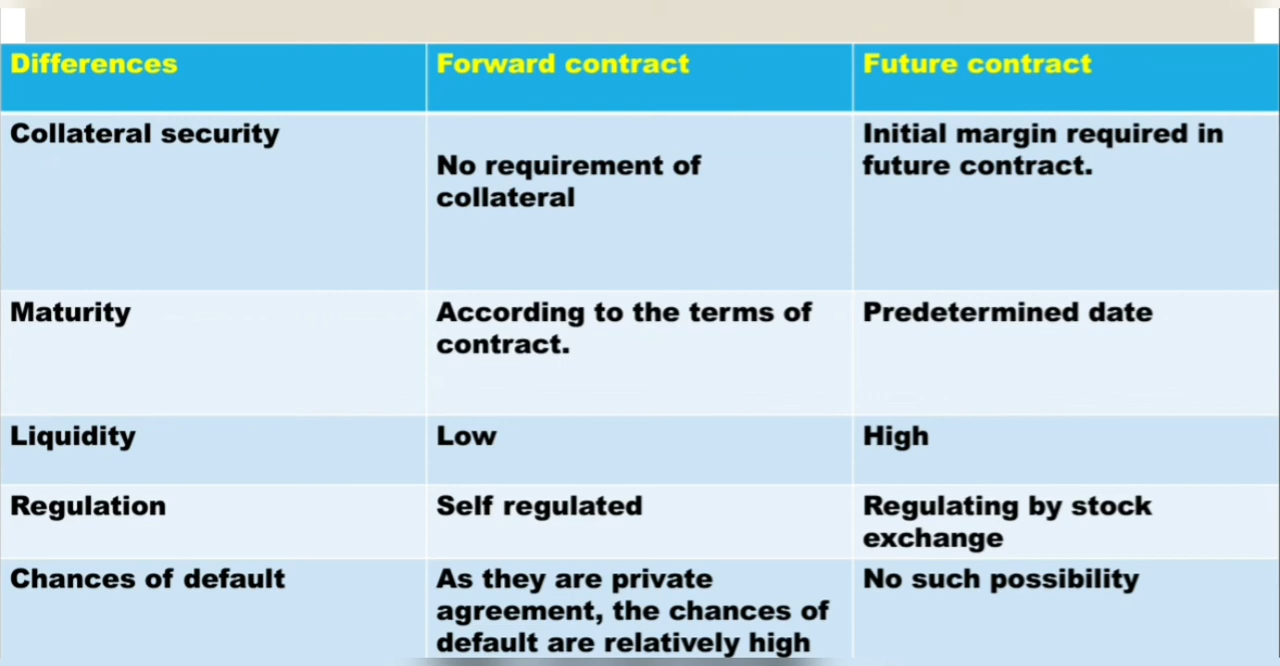 Differences
Forward contract
Future contract
Collateral security
No requirement of
collateral
Initial margin required in
future contract.
Maturity
According to the terms of
contract.
Predetermined date
Liquidity
Low
High
Regulation
Self regulated
Regulating by stock
exchange
Chances of default
As they are private
agreement, the chances of
default are relatively high
No such possibility